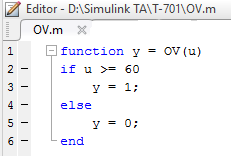 Editor - D:\Simulink TA\T-701\OV.m
OV.m
1 function y = OV(u)
2 - if u >= 60
3 - y = 1;
4 - else
5 - y = 0;
6 - end